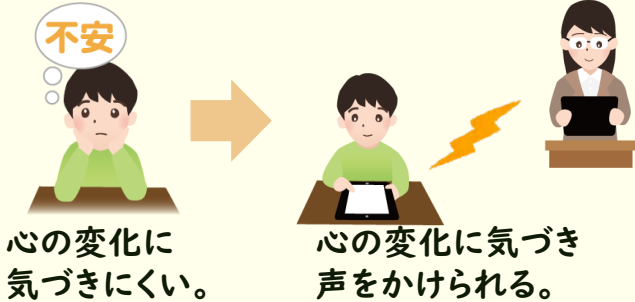 不安
心の変化に
気づきにくい。
心の変化に気づき
声をかけられる。